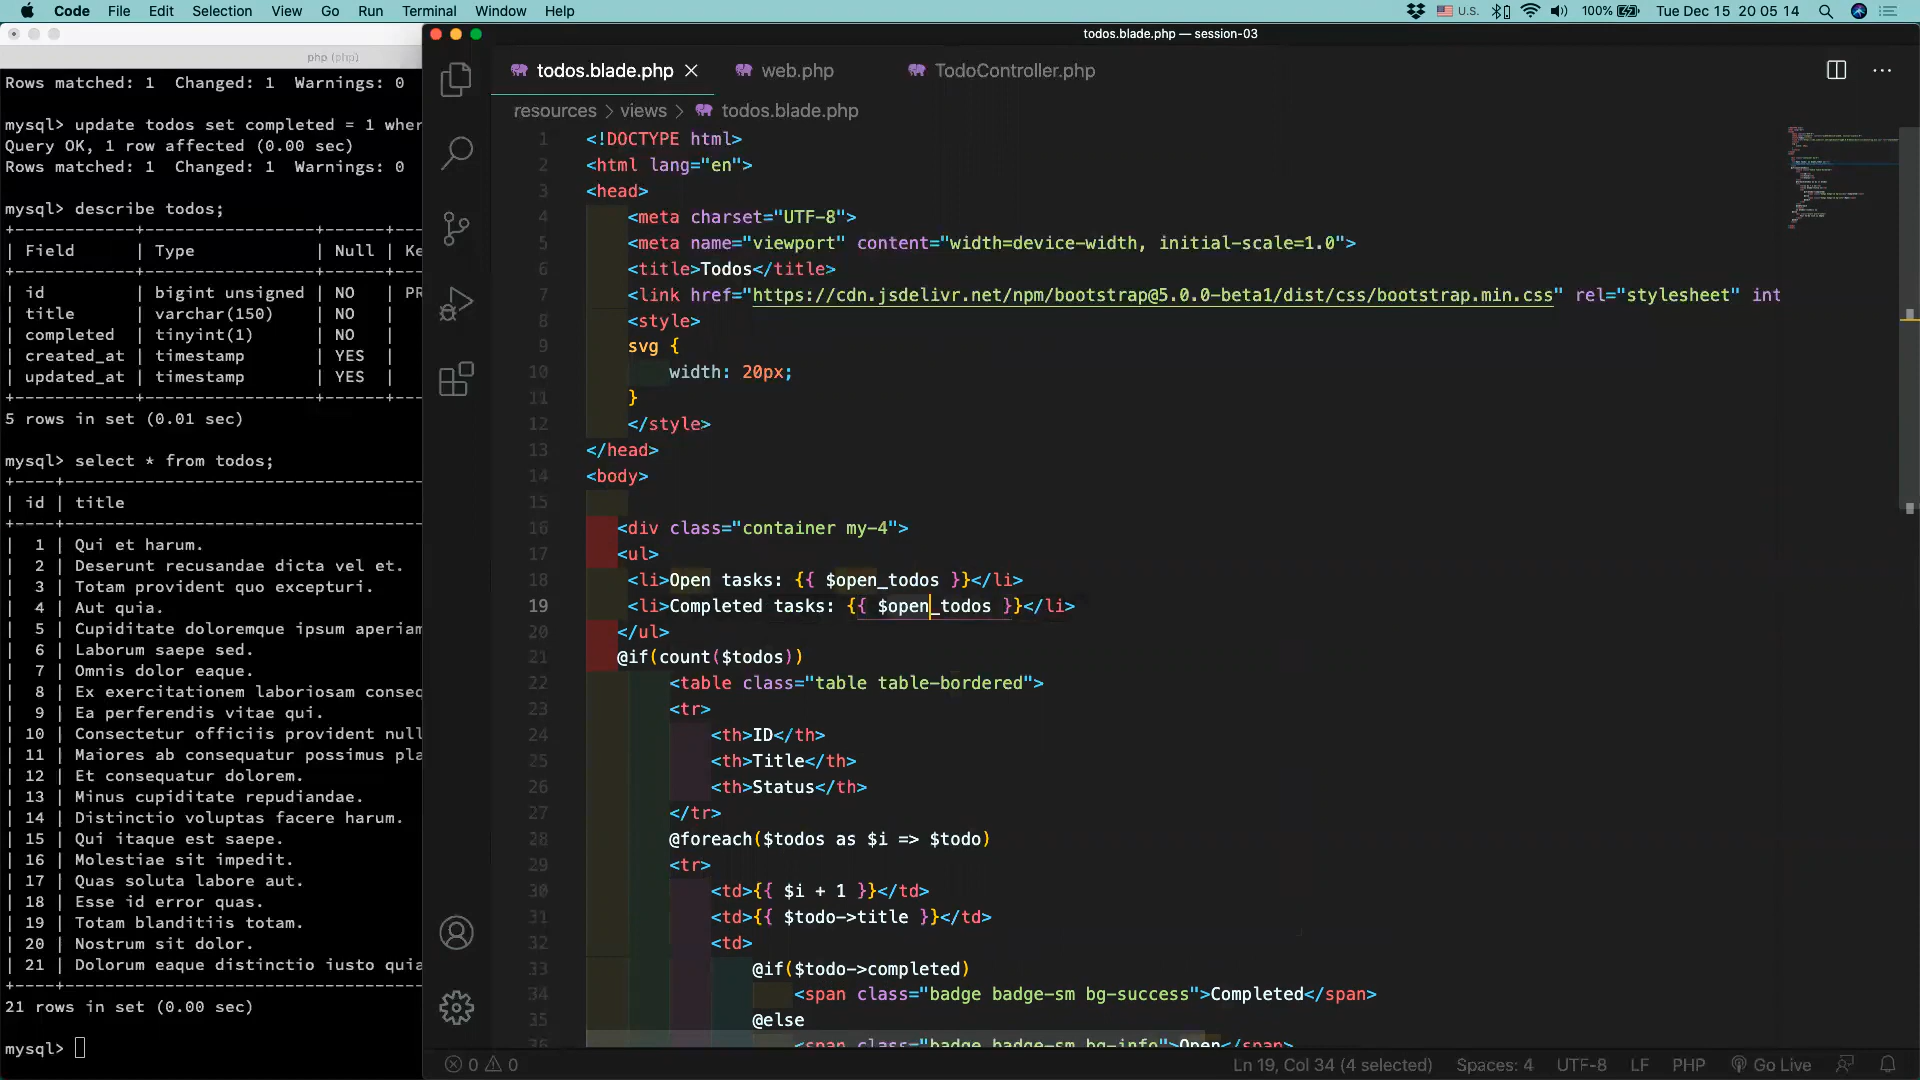 Code File Edit Selection View Go Run Terminal Window Help
U.S. 100% Tue Dec 15 20 05 14
php (php)
Rows matched: 1 Changed: 1 Warnings: 0
mysql> update todos set completed = 1 wher
Query OK, 1 row affected (0.00 sec)
Rows matched: 1 Changed: 1 Warnings: 0
mysql> describe todos;
+------------+-----------------+------+---
| Field | Type | Null | Ke
+------------+-----------------+------+---
| id | bigint unsigned | NO | PR
| title | varchar(150) | NO |
| completed | tinyint(1) | NO |
| created_at | timestamp | YES |
| updated_at | timestamp | YES |
+------------+-----------------+------+---
5 rows in set (0.01 sec)
mysql> select * from todos;
+----+-----------------------------------
| id | title
+----+-----------------------------------
| 1 | Qui et harum.
| 2 | Deserunt recusandae dicta vel et.
| 3 | Totam provident quo excepturi.
| 4 | Aut quia.
| 5 | Cupiditate doloremque ipsum aperiam
| 6 | Laborum saepe sed.
| 7 | Omnis dolor eaque.
| 8 | Ex exercitationem laboriosam conseq
| 9 | Ea perferendis vitae qui.
| 10 | Consectetur officiis provident null
| 11 | Maiores ab consequatur possimus pla
| 12 | Et consequatur dolorem.
| 13 | Minus cupiditate repudiandae.
| 14 | Distinctio voluptas facere harum.
| 15 | Qui itaque est saepe.
| 16 | Molestiae sit impedit.
| 17 | Quas soluta labore aut.
| 18 | Esse id error quas.
| 19 | Totam blanditiis totam.
| 20 | Nostrum sit dolor.
| 21 | Dolorum eaque distinctio iusto quia
+----+-----------------------------------
21 rows in set (0.00 sec)
mysql>
todos.blade.php — session-03
todos.blade.php web.php TodoController.php
resources > views > todos.blade.php
1 <!DOCTYPE html>
2 <html lang="en">
3 <head>
4 <meta charset="UTF-8">
5 <meta name="viewport" content="width=device-width, initial-scale=1.0">
6 <title>Todos</title>
7 <link href="https://cdn.jsdelivr.net/npm/bootstrap@5.0.0-beta1/dist/css/bootstrap.min.css" rel="stylesheet" int
8 <style>
9 svg {
10 width: 20px;
11 }
12 </style>
13 </head>
14 <body>
15
16 <div class="container my-4">
17 <ul>
18 <li>Open tasks: {{ $open_todos }}</li>
19 <li>Completed tasks: {{ $open_todos }}</li>
20 </ul>
21 @if(count($todos))
22 <table class="table table-bordered">
23 <tr>
24 <th>ID</th>
25 <th>Title</th>
26 <th>Status</th>
27 </tr>
28 @foreach($todos as $i => $todo)
29 <tr>
30 <td>{{ $i + 1 }}</td>
31 <td>{{ $todo->title }}</td>
32 <td>
33 @if($todo->completed)
34 <span class="badge badge-sm bg-success">Completed</span>
35 @else
36 <span class="badge badge-sm bg-info">Open</span>
0 0 Ln 19, Col 34 (4 selected) Spaces: 4 UTF-8 LF PHP Go Live